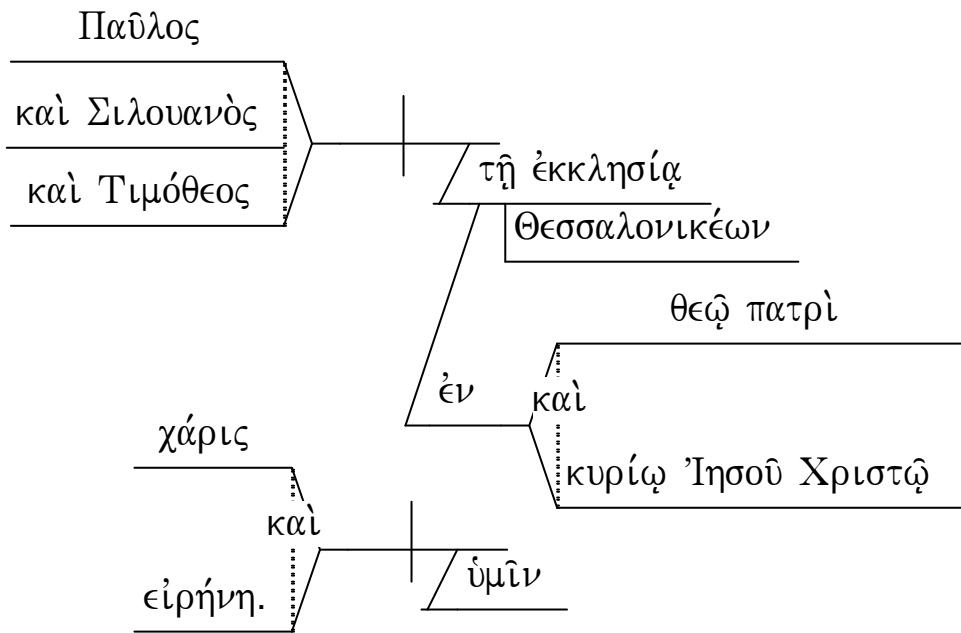 Παῦλος
καὶ Σιλουανὸς
καὶ Τιμόθεος
τῇ ἐκκλησίᾳ
Θεσσαλονικέων
ἐν
θεῷ πατρὶ
καὶ
κυρίῳ Ἰησοῦ Χριστῷ
χάρις
καὶ
εἰρήνη.
ὑμῖν